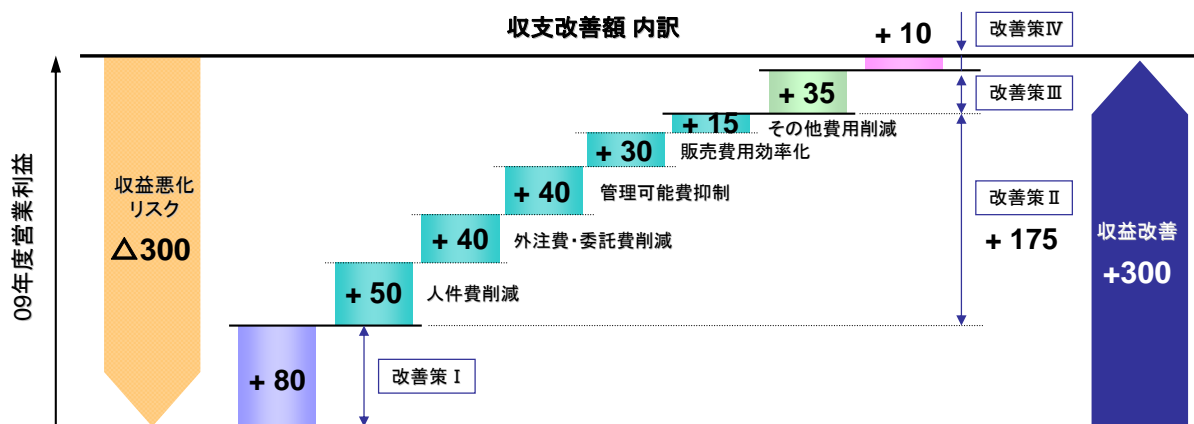 収支改善額 内訳
+ 10
改善策Ⅳ
+ 35
改善策Ⅲ
+ 15
その他費用削減
+ 30
販売費用効率化
収益悪化
リスク
△300
+ 40
管理可能費抑制
改善策Ⅱ
+ 175
収益改善
+300
+ 40
外注費・委託費削減
09年度営業利益
+ 50
人件費削減
+ 80
改善策Ⅰ